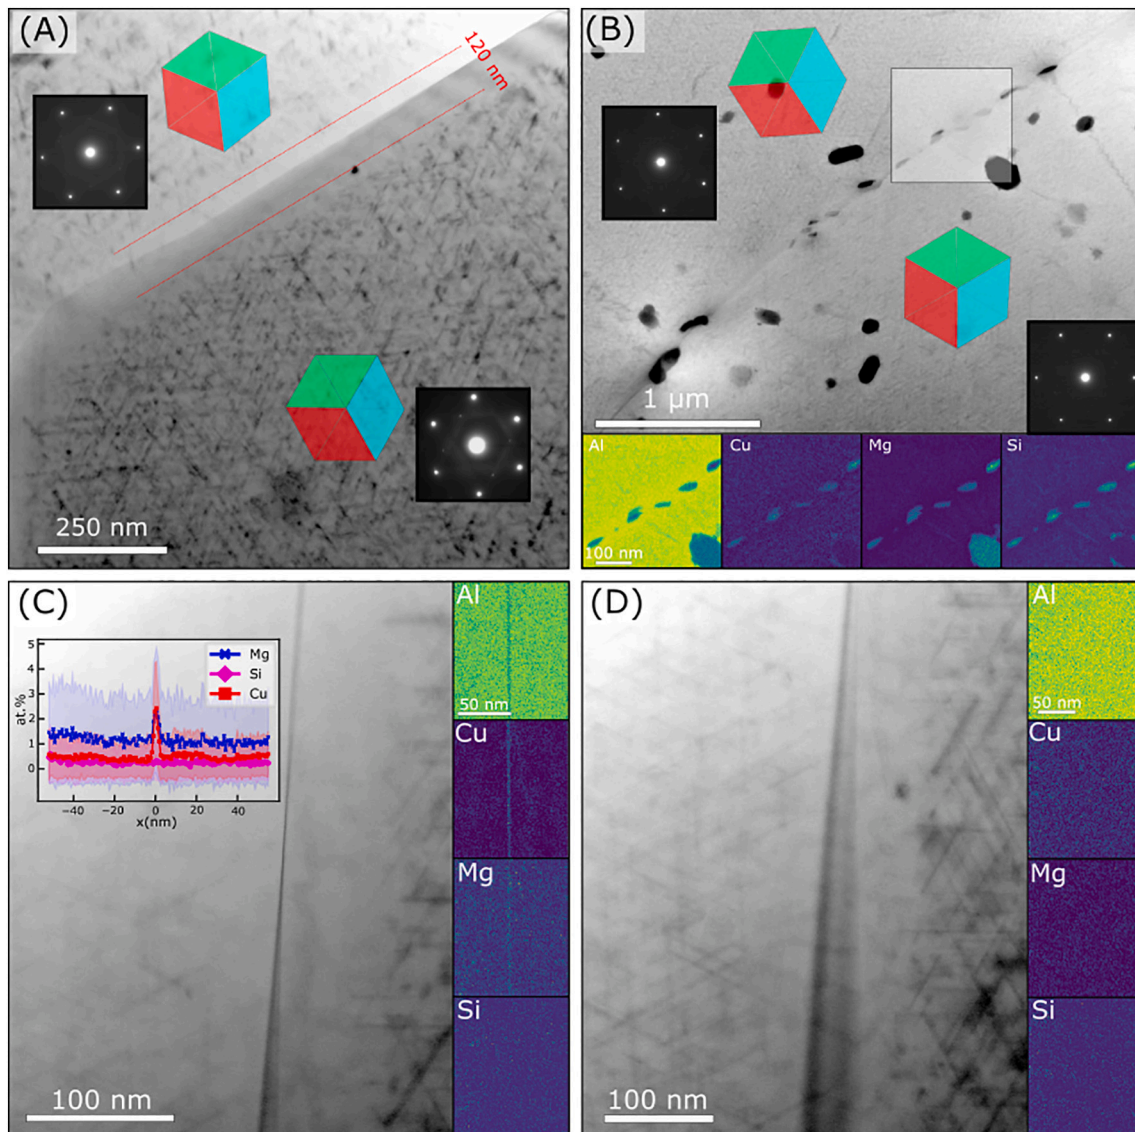 (A)
120 nm
250 nm
(B)
1 µm
Al
Cu
Mg
Si
100 nm
(C)
5
4
3
2
1
0
at.%
Mg
Si
Cu
−40
−20
0
20
40
x(nm)
100 nm
Al
50 nm
Cu
Mg
Si
(D)
100 nm
Al
50 nm
Cu
Mg
Si